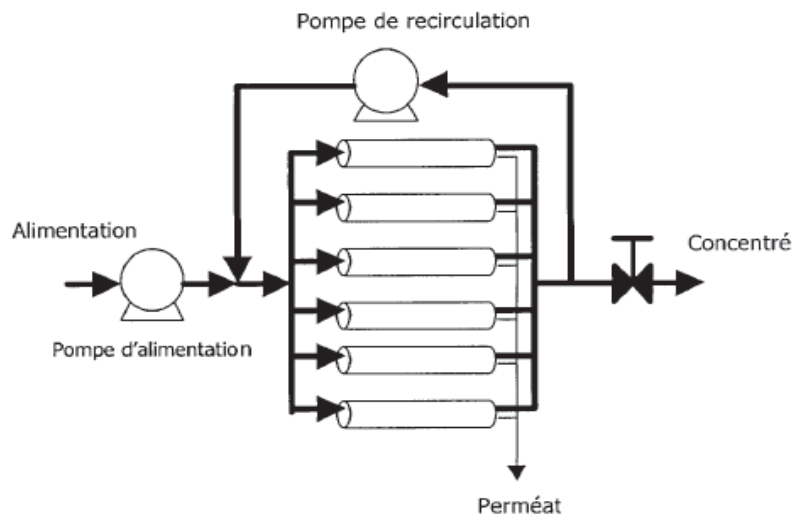 Pompe de recirculation
Alimentation
Concentré
Pompe d'alimentation
Perméat